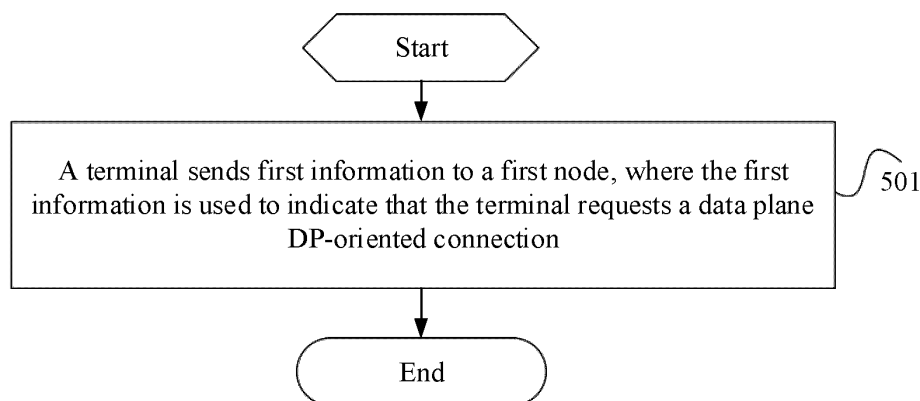 Start
A terminal sends first information to a first node, where the first
information is used to indicate that the terminal requests a data plane
DP-oriented connection
501
End